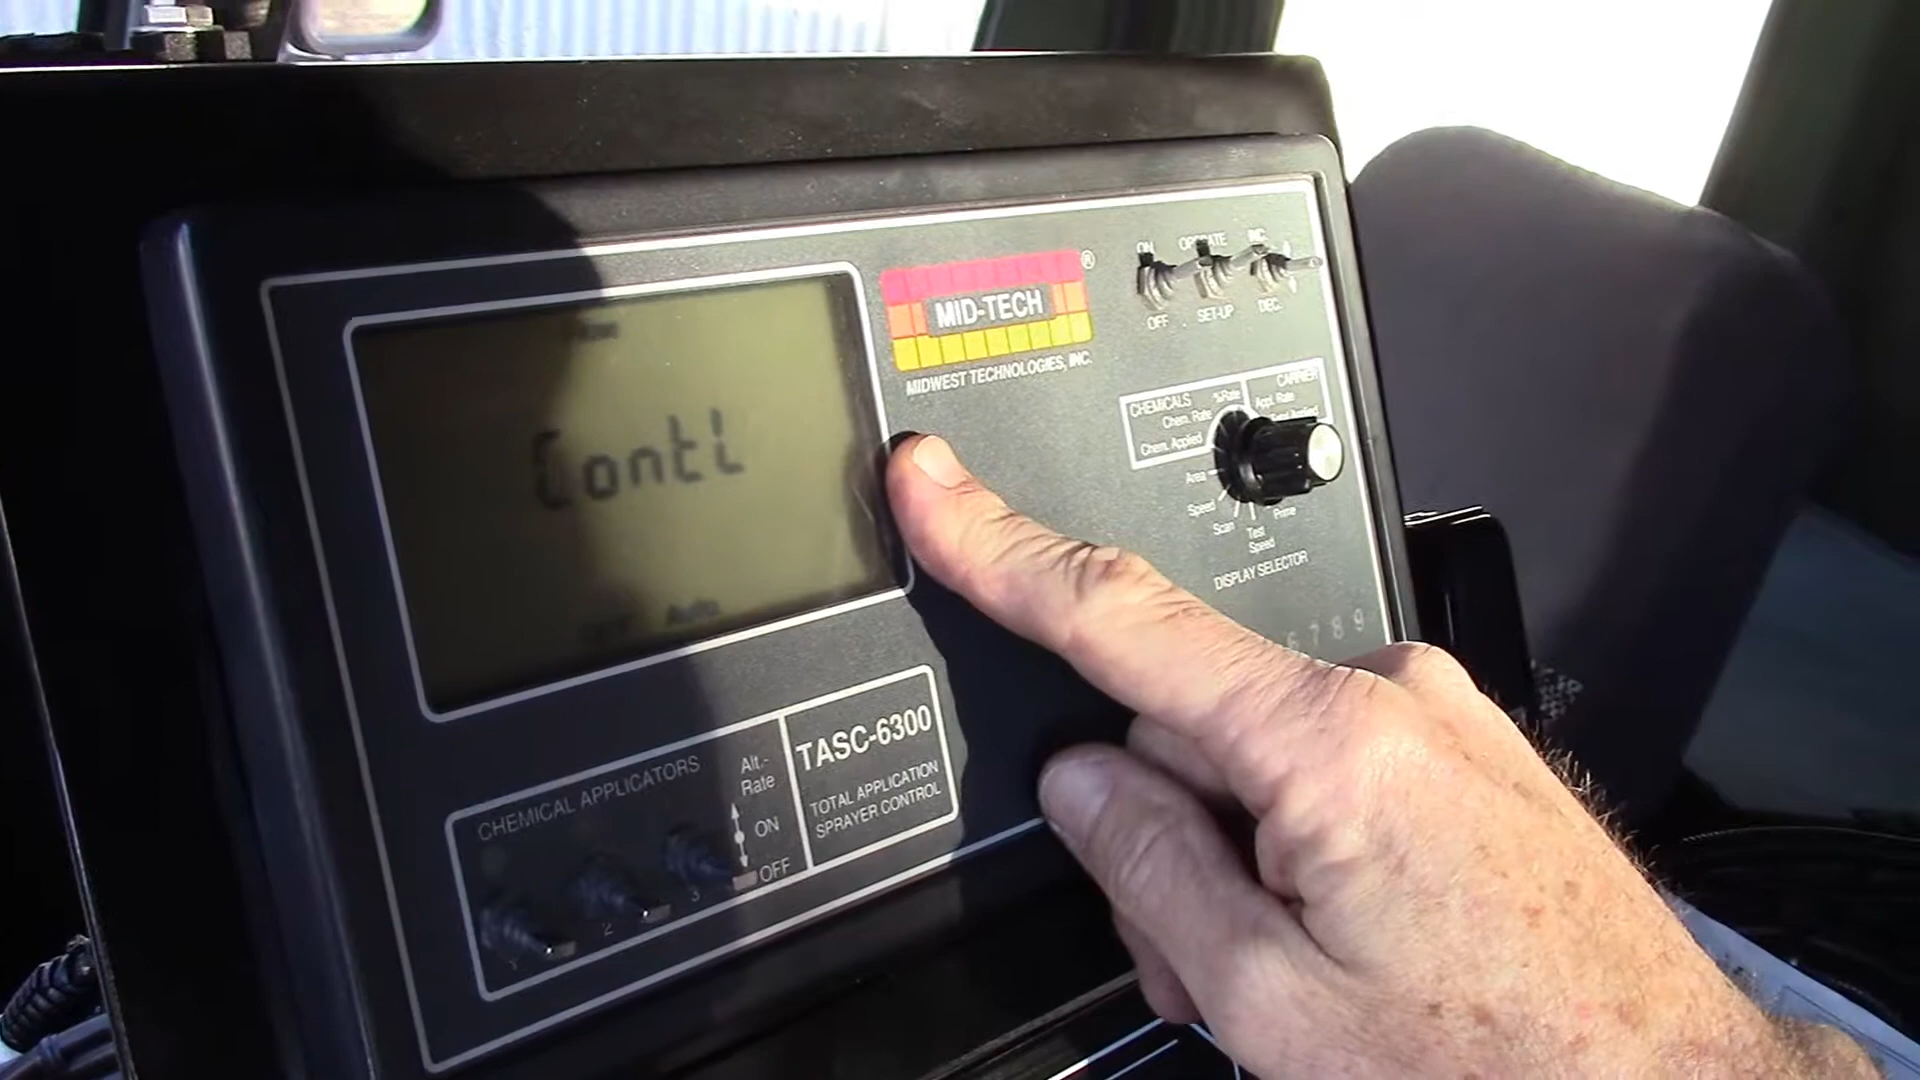 Contl
Auto
MID-TECH
®
MIDWEST TECHNOLOGIES, INC.
ON OPERATE INC.
OFF SET-UP DEC.
CHEMICALS
%Rate
Chem. Rate
Chem. Applied
CARRIER
Appl. Rate
Total Applied
Area
Speed
Scan
Test
Speed
Prime
DISPLAY SELECTOR
6 7 8 9
CHEMICAL APPLICATORS
Alt.-
Rate
ON
OFF
1 2 3
TASC-6300
TOTAL APPLICATION
SPRAYER CONTROL